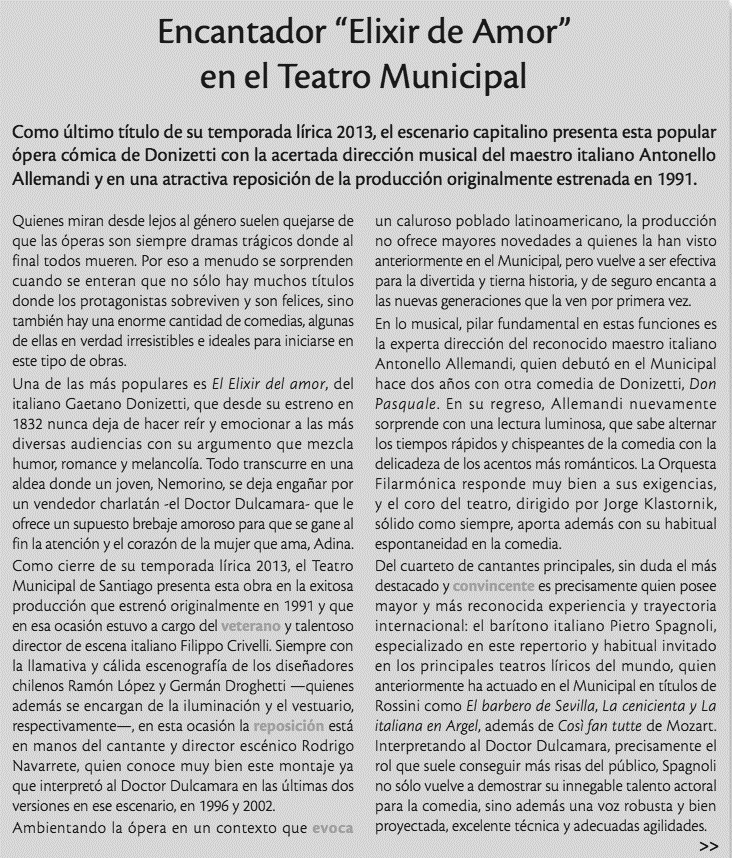 Encantador “Elixir de Amor”
en el Teatro Municipal
Como último título de su temporada lírica 2013, el escenario capitalino presenta esta popular
ópera cómica de Donizetti con la acertada dirección musical del maestro italiano Antonello
Allemandi y en una atractiva reposición de la producción originalmente estrenada en 1991.
Quienes miran desde lejos al género suelen quejarse de
que las óperas son siempre dramas trágicos donde al
final todos mueren. Por eso a menudo se sorprenden
cuando se enteran que no sólo hay muchos títulos
donde los protagonistas sobreviven y son felices, sino
también hay una enorme cantidad de comedias, algunas
de ellas en verdad irresistibles e ideales para iniciarse en
este tipo de obras.
Una de las más populares es El Elixir del amor, del
italiano Gaetano Donizetti, que desde su estreno en
1832 nunca deja de hacer reír y emocionar a las más
diversas audiencias con su argumento que mezcla
humor, romance y melancolía. Todo transcurre en una
aldea donde un joven, Nemorino, se deja engañar por
un vendedor charlatán -el Doctor Dulcamara- que le
ofrece un supuesto brebaje amoroso para que se gane al
fin la atención y el corazón de la mujer que ama, Adina.
Como cierre de su temporada lírica 2013, el Teatro
Municipal de Santiago presenta esta obra en la exitosa
producción que estrenó originalmente en 1991 y que
en esa ocasión estuvo a cargo del veterano y talentoso
director de escena italiano Filippo Crivelli. Siempre con
la llamativa y cálida escenografía de los diseñadores
chilenos Ramón López y Germán Droghetti —quienes
además se encargan de la iluminación y el vestuario,
respectivamente—, en esta ocasión la reposición está
en manos del cantante y director escénico Rodrigo
Navarrete, quien conoce muy bien este montaje ya
que interpretó al Doctor Dulcamara en las últimas dos
versiones en ese escenario, en 1996 y 2002.
Ambientando la ópera en un contexto que evoca
un caluroso poblado latinoamericano, la producción
no ofrece mayores novedades a quienes la han visto
anteriormente en el Municipal, pero vuelve a ser efectiva
para la divertida y tierna historia, y de seguro encanta a
las nuevas generaciones que la ven por primera vez.
En lo musical, pilar fundamental en estas funciones es
la experta dirección del reconocido maestro italiano
Antonello Allemandi, quien debutó en el Municipal
hace dos años con otra comedia de Donizetti, Don
Pasquale. En su regreso, Allemandi nuevamente
sorprende con una lectura luminosa, que sabe alternar
los tiempos rápidos y chispeantes de la comedia con la
delicadeza de los acentos más románticos. La Orquesta
Filarmónica responde muy bien a sus exigencias,
y el coro del teatro, dirigido por Jorge Klastornik,
sólido como siempre, aporta además con su habitual
espontaneidad en la comedia.
Del cuarteto de cantantes principales, sin duda el más
destacado y convincente es precisamente quien posee
mayor y más reconocida experiencia y trayectoria
internacional: el barítono italiano Pietro Spagnoli,
especializado en este repertorio y habitual invitado
en los principales teatros líricos del mundo, quien
anteriormente ha actuado en el Municipal en títulos de
Rossini como El barbero de Sevilla, La cenicienta y La
italiana en Argel, además de Così fan tutte de Mozart.
Interpretando al Doctor Dulcamara, precisamente el
rol que suele conseguir más risas del público, Spagnoli
no sólo vuelve a demostrar su innegable talento actoral
para la comedia, sino además una voz robusta y bien
proyectada, excelente técnica y adecuadas agilidades.
>>